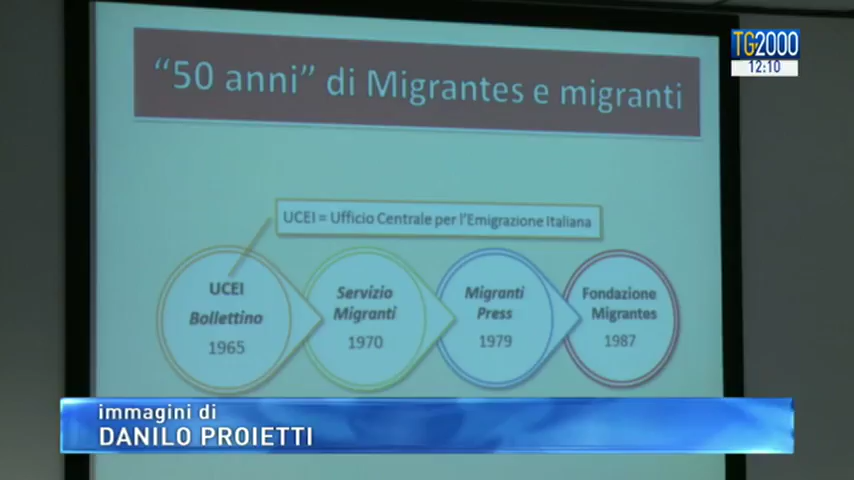 TG2000
12:10
"50 anni" di Migrantes e migranti
UCEI = Ufficio Centrale per l'Emigrazione Italiana
UCEI
Bollettino
1965
Servizio
Migranti
1970
Migranti
Press
1979
Fondazione
Migrantes
1987
immagini di
DANILO PROIETTI